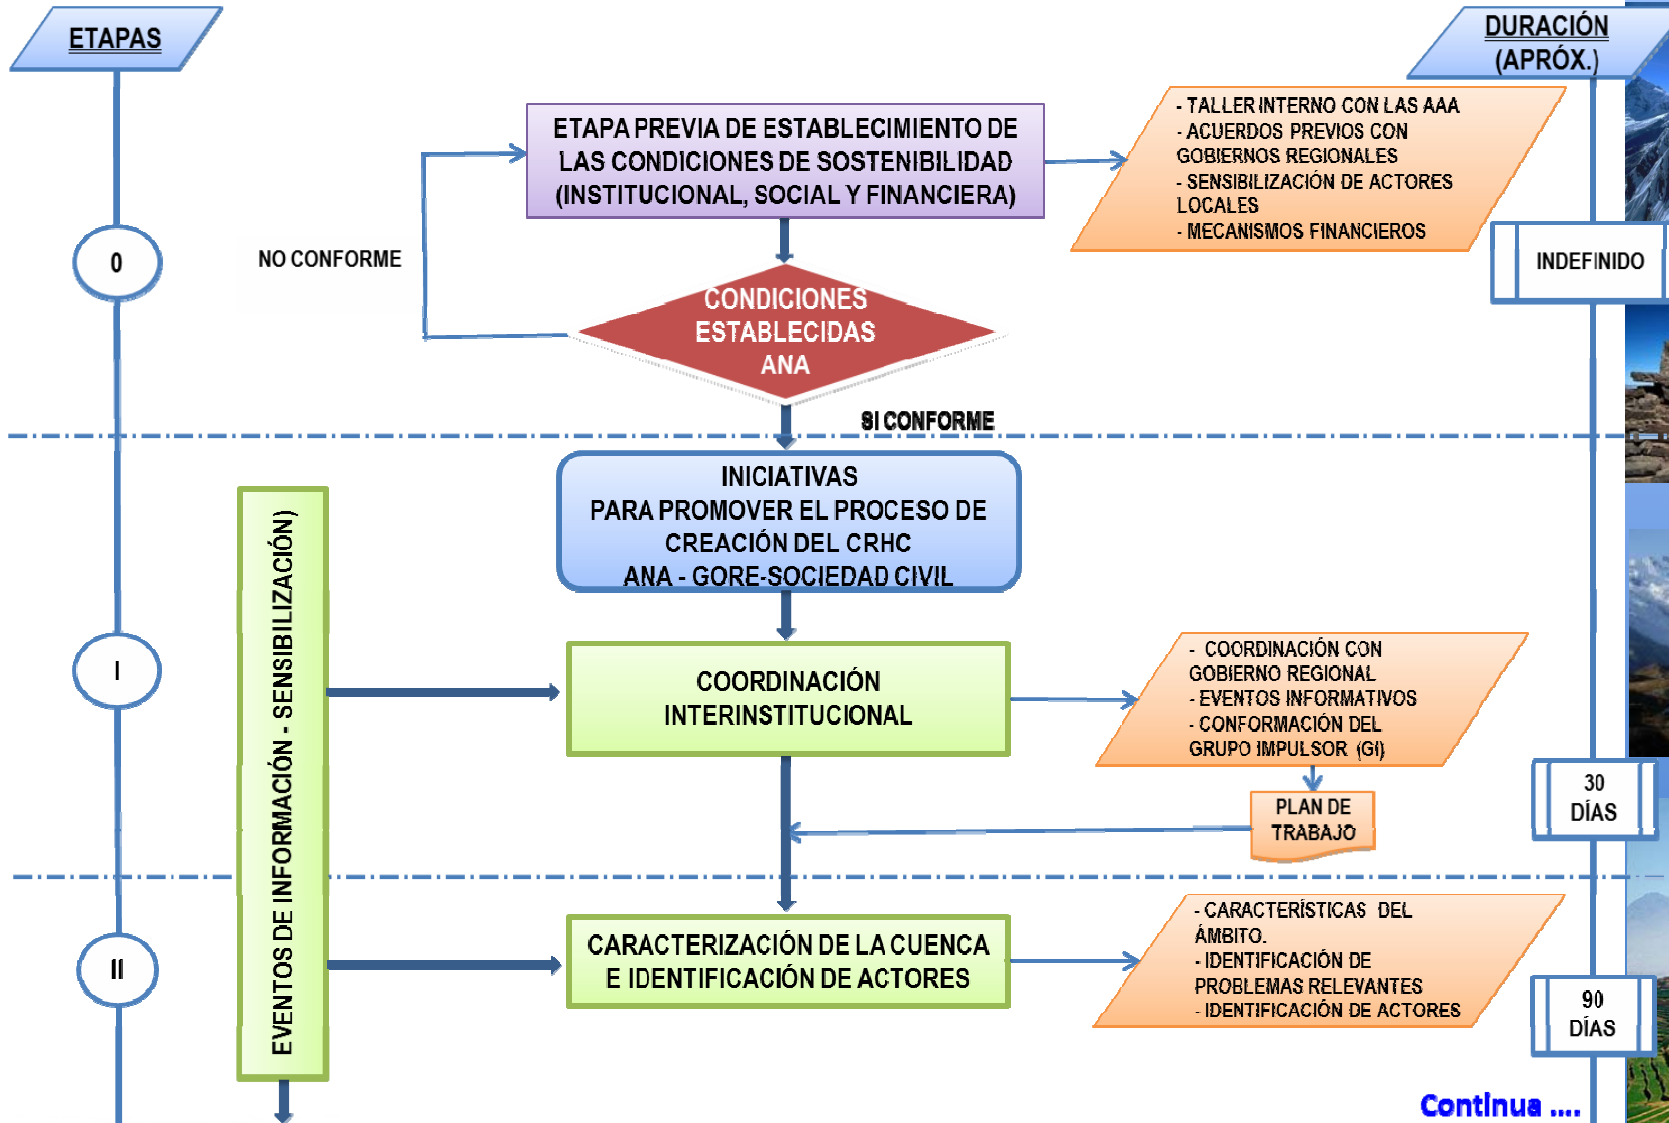 ETAPAS
DURACIÓN
(APRÓX.)
ETAPA PREVIA DE ESTABLECIMIENTO DE
LAS CONDICIONES DE SOSTENIBILIDAD
(INSTITUCIONAL, SOCIAL Y FINANCIERA)
- TALLER INTERNO CON LAS AAA
- ACUERDOS PREVIOS CON
GOBIERNOS REGIONALES
- SENSIBILIZACIÓN DE ACTORES
LOCALES
- MECANISMOS FINANCIEROS
0
NO CONFORME
INDEFINIDO
CONDICIONES
ESTABLECIDAS
ANA
SI CONFORME
INICIATIVAS
PARA PROMOVER EL PROCESO DE
CREACIÓN DEL CRHC
ANA - GORE-SOCIEDAD CIVIL
EVENTOS DE INFORMACIÓN - SENSIBILIZACIÓN)
I
COORDINACIÓN
INTERINSTITUCIONAL
- COORDINACIÓN CON
GOBIERNO REGIONAL
- EVENTOS INFORMATIVOS
- CONFORMACIÓN DEL
GRUPO IMPULSOR (GI)
PLAN DE
TRABAJO
30
DÍAS
II
CARACTERIZACIÓN DE LA CUENCA
E IDENTIFICACIÓN DE ACTORES
- CARACTERÍSTICAS DEL
ÁMBITO.
- IDENTIFICACIÓN DE
PROBLEMAS RELEVANTES
- IDENTIFICACIÓN DE ACTORES
90
DÍAS
Continua ....